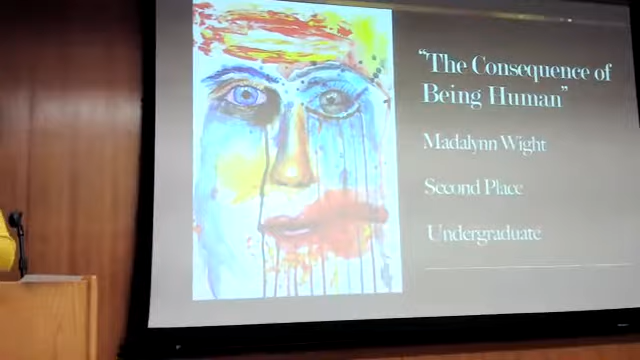 “The Consequence of
Being Human”
Madalynn Wight
Second Place
Undergraduate